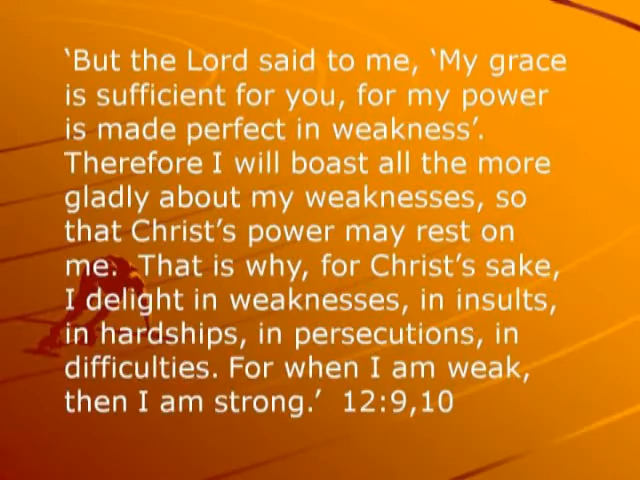 ‘But the Lord said to me, ‘My grace
is sufficient for you, for my power
is made perfect in weakness’.
Therefore I will boast all the more
gladly about my weaknesses, so
that Christ’s power may rest on
me.  That is why, for Christ’s sake,
I delight in weaknesses, in insults,
in hardships, in persecutions, in
difficulties. For when I am weak,
then I am strong.’  12:9,10